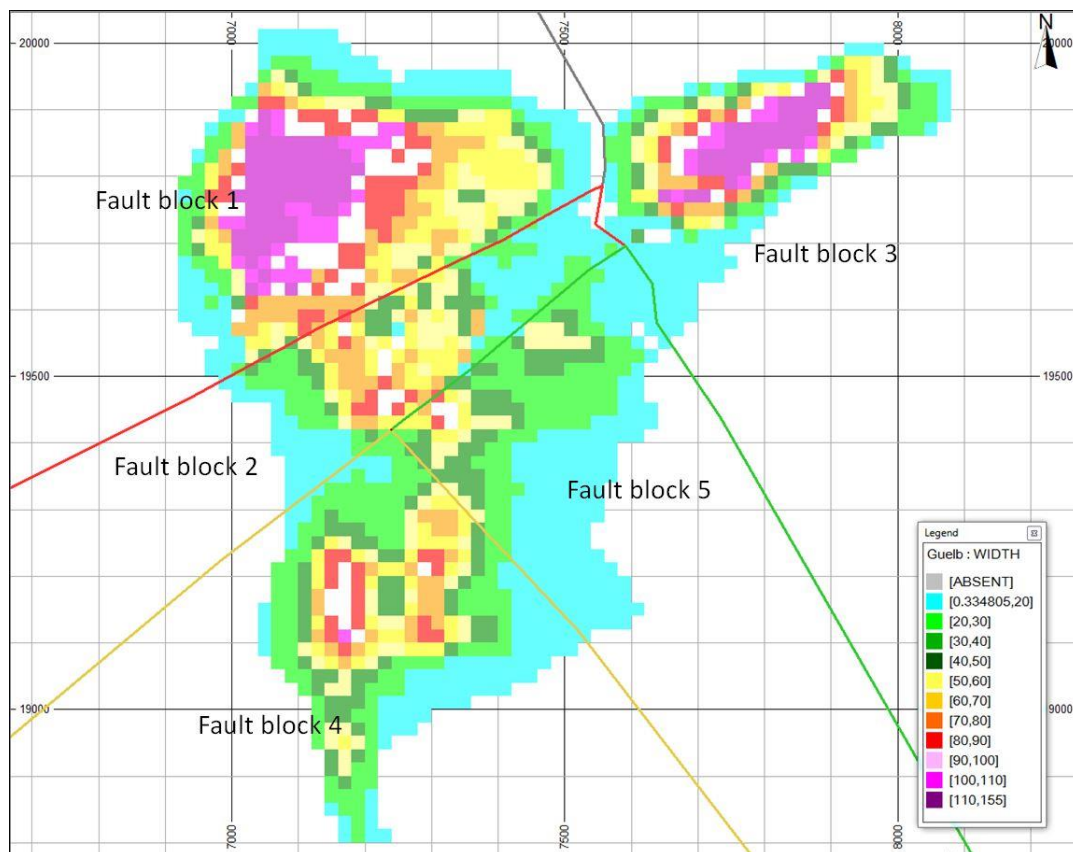 7000
7500
8000
N
20000
20000
Fault block 1
Fault block 3
19500
19500
Fault block 2
Fault block 5
Legend
Guelb : WIDTH
[ABSENT]
[0.334805,20]
[20,30]
[30,40]
[40,50]
[50,60]
[60,70]
[70,80]
[80,90]
[90,100]
[100,110]
[110,155]
19000
19000
Fault block 4
7000
7500
8000